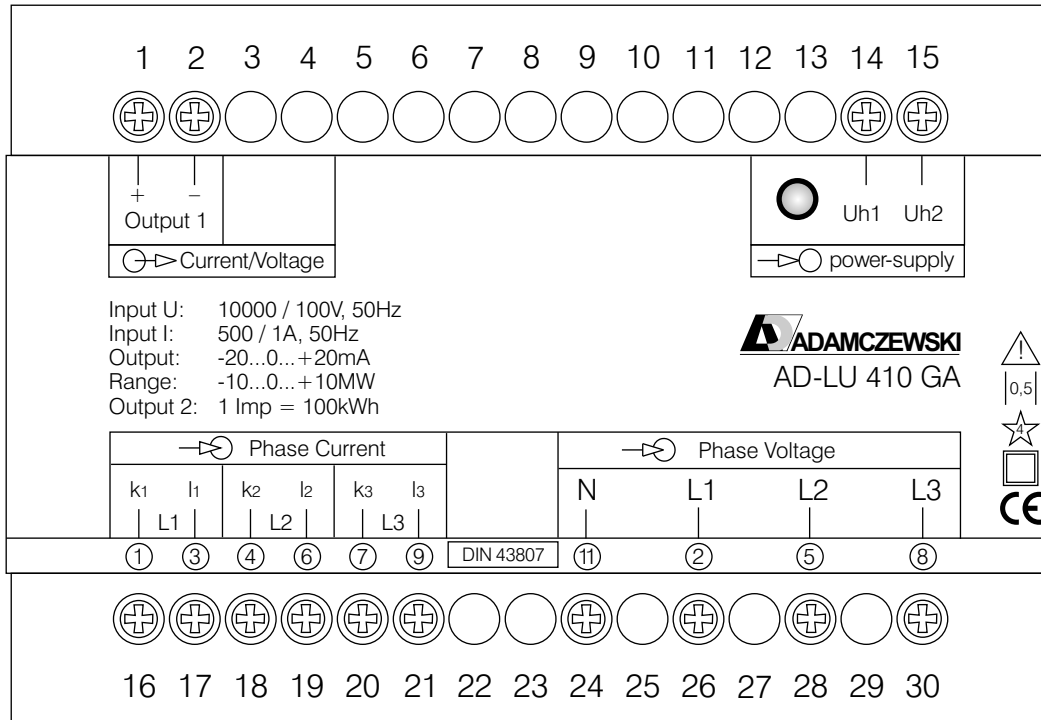 1 2 3 4 5 6 7 8 9 10 11 12 13 14 15
+ −
Output 1
Current/Voltage
Uh1 Uh2
power-supply
Input U: 10000 / 100V, 50Hz
Input I: 500 / 1A, 50Hz
Output: -20...0...+20mA
Range: -10...0...+10MW
Output 2: 1 Imp = 100kWh
ADAMCZEWSKI
AD-LU 410 GA
!
0,5
4
CE
Phase Current
k1 l1 k2 l2 k3 l3
L1 L2 L3
Phase Voltage
N L1 L2 L3
1 3 4 6 7 9 DIN 43807 11 2 5 8
16 17 18 19 20 21 22 23 24 25 26 27 28 29 30